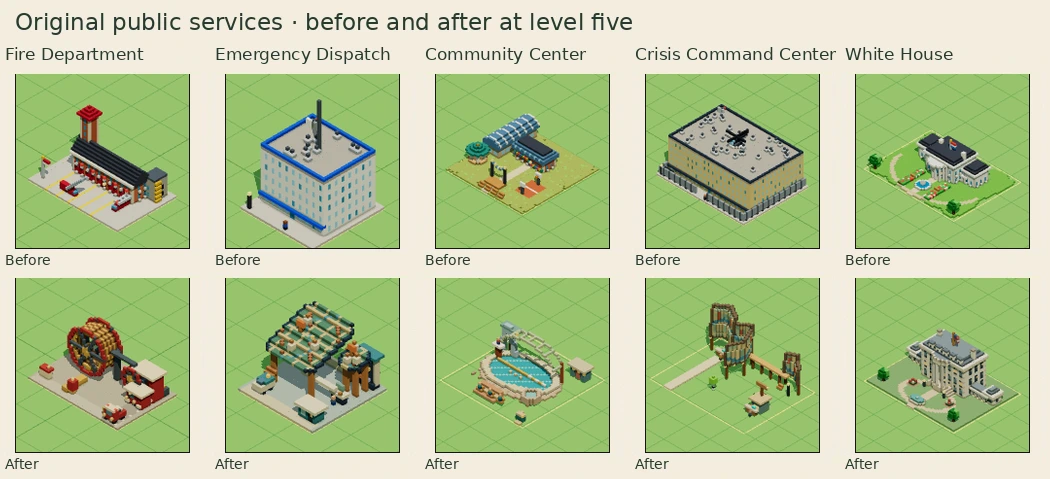 Original public services · before and after at level five
Fire Department
Emergency Dispatch
Community Center
Crisis Command Center
White House
Before
Before
Before
Before
Before
After
After
After
After
After